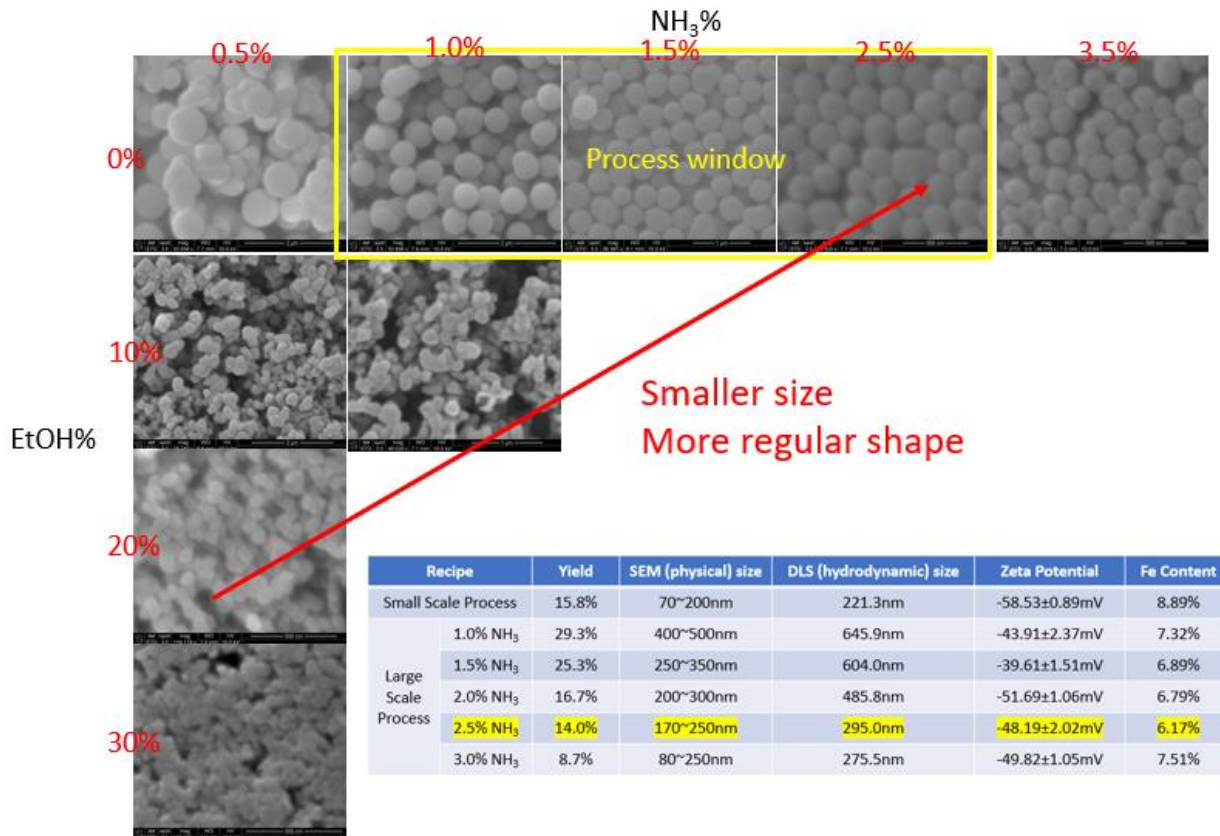 NH₃%
0.5% 1.0% 1.5% 2.5% 3.5%
0%
Process window
10%
EtOH%
Smaller size
More regular shape
20%
30%
Recipe Yield SEM (physical) size DLS (hydrodynamic) size Zeta Potential Fe Content
Small Scale Process 15.8% 70~200nm 221.3nm -58.53±0.89mV 8.89%
Large Scale Process
1.0% NH₃ 29.3% 400~500nm 645.9nm -43.91±2.37mV 7.32%
1.5% NH₃ 25.3% 250~350nm 604.0nm -39.61±1.51mV 6.89%
2.0% NH₃ 16.7% 200~300nm 485.8nm -51.69±1.06mV 6.79%
2.5% NH₃ 14.0% 170~250nm 295.0nm -48.19±2.02mV 6.17%
3.0% NH₃ 8.7% 80~250nm 275.5nm -49.82±1.05mV 7.51%